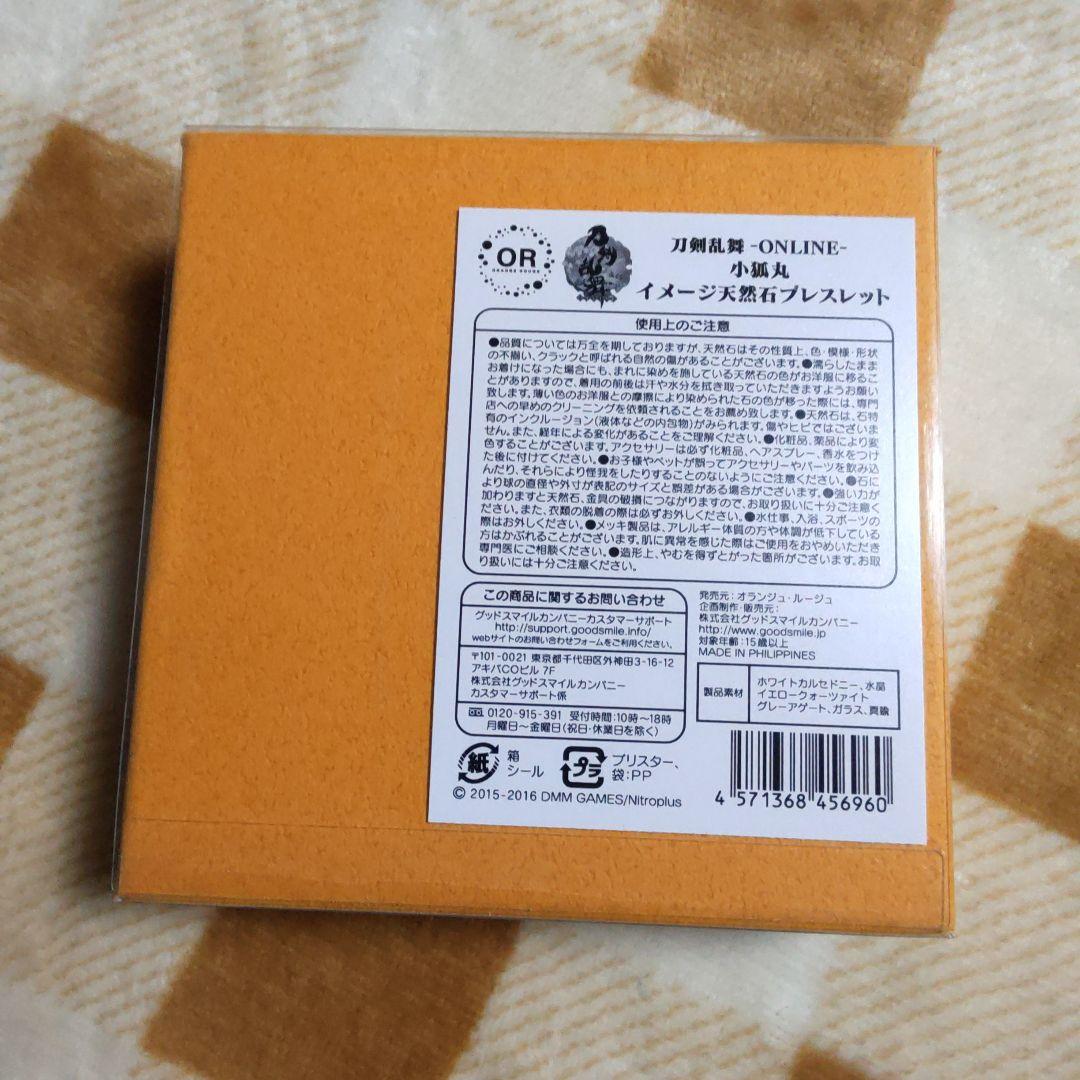 OR
ORANGE ROUGE
刀剣乱舞
刀剣乱舞 -ONLINE-
小狐丸
イメージ天然石ブレスレット
使用上のご注意
●品質については万全を期しておりますが、天然石はその性質上、色・模様・形状
の不揃い、クラックと呼ばれる自然の傷があることがございます。●濡らしたまま
お着けになった場合にも、まれに染めを施している天然石の色がお洋服に移るこ
とがありますので、着用の前後は汗や水分を拭き取っていただきますようお願い
致します。薄い色のお洋服との摩擦により染められた石の色が移った際には、専門
店への早めのクリーニングを依頼されることをお薦め致します。●天然石は、石特
有のインクルージョン(液体などの内包物)がみられます。傷やヒビではございま
せん。また、経年による変化があることをご理解ください。●化粧品、薬品により変
色することがございます。アクセサリーは必ず化粧品、ヘアスプレー、香水をつけ
た後に付けてください。●お子様やペットが誤ってアクセサリーやパーツを飲み込
んだり、それらにより怪我をしたりすることのないようにご注意ください。●石に
より球の直径や外寸が表記のサイズと誤差がある場合がございます。●強い力が
加わりますと天然石、金具の破損につながりますので、お取り扱いに十分ご注意くだ
さい。また、衣類の脱着の際は必ずお外しください。●水仕事、入浴、スポーツの
際はお外しください。●メッキ製品は、アレルギー体質の方や体調が低下している
方はかぶれることがございます。肌に異常を感じた際はご使用をおやめいただき
専門医にご相談ください。●造形上、やむを得ずとがった箇所がございます。お取
り扱いには十分ご注意ください。
この商品に関するお問い合わせ
グッドスマイルカンパニーカスタマーサポート
http://support.goodsmile.info/
webサイトのお問い合わせフォームをご利用ください。
〒101-0021 東京都千代田区外神田3-16-12
アキバCOビル 7F
株式会社グッドスマイルカンパニー
カスタマーサポート係
0120-915-391 受付時間:10時〜18時
月曜日〜金曜日(祝日・休業日を除く)
発売元:オランジュ・ルージュ
企画制作・販売元:
株式会社グッドスマイルカンパニー
http://www.goodsmile.jp
対象年齢:15歳以上
MADE IN PHILIPPINES
製品素材
ホワイトカルセドニー、水晶
イエロークォーツァイト
グレーアゲート、ガラス、真鍮
紙
箱
シール
プラ
ブリスター、
袋:PP
© 2015-2016 DMM GAMES/Nitroplus
4 571368 456960